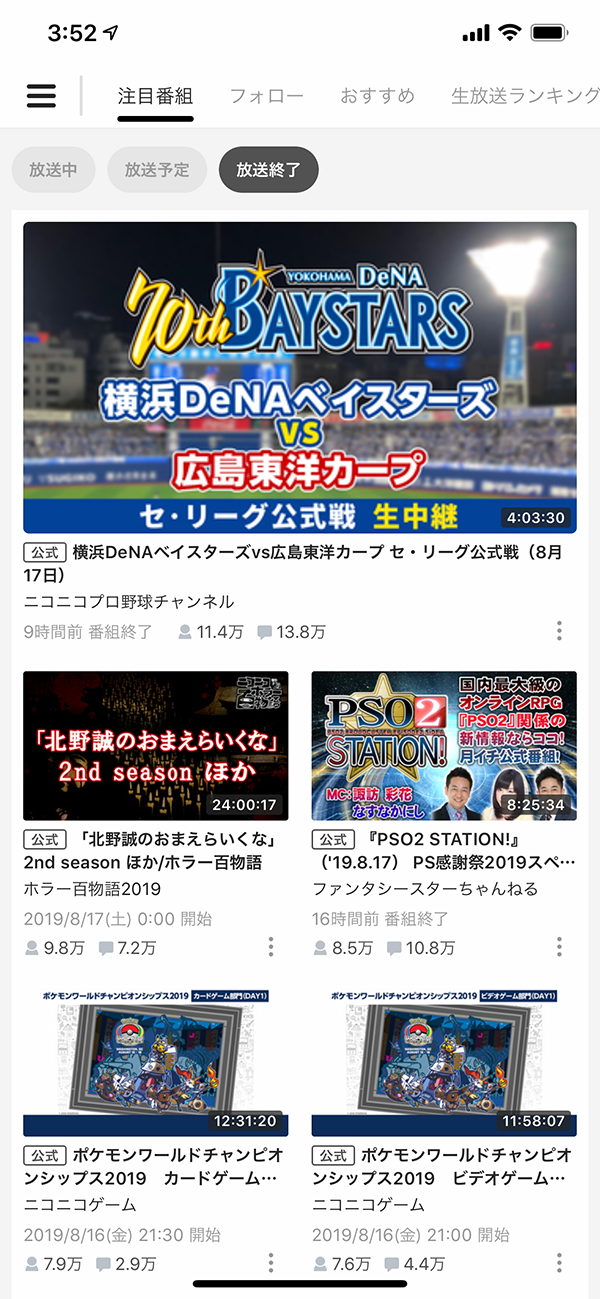 3:52
注目番組 フォロー おすすめ 生放送ランキング
放送中 放送予定 放送終了
70th YOKOHAMA DeNA BAYSTARS
横浜DeNAベイスターズ
VS
広島東洋カープ
セ・リーグ公式戦 生中継
4:03:30
公式 横浜DeNAベイスターズvs広島東洋カープ セ・リーグ公式戦（8月
17日）
ニコニコプロ野球チャンネル
9時間前 番組終了 11.4万 13.8万
「北野誠のおまえらいくな」
2nd season ほか
24:00:17
公式 「北野誠のおまえらいくな」
2nd season ほか/ホラー百物語
ホラー百物語2019
2019/8/17(土) 0:00 開始
9.8万 7.2万
PSO2
STATION!
国内最大級の
オンラインRPG
『PSO2』関係の
新情報ならココ!
月イチ公式番組!
MC:諏訪 彩花
なすなかにし
8:25:34
公式 『PSO2 STATION!』
（'19.8.17） PS感謝祭2019スペ…
ファンタシースターちゃんねる
16時間前 番組終了
8.5万 10.8万
ポケモンワールドチャンピオンシップス2019 カードゲーム部門(DAY1)
12:31:20
公式 ポケモンワールドチャンピオ
ンシップス2019　カードゲーム…
ニコニコゲーム
2019/8/16(金) 21:30 開始
7.9万 2.9万
ポケモンワールドチャンピオンシップス2019 ビデオゲーム部門(DAY1)
11:58:07
公式 ポケモンワールドチャンピオ
ンシップス2019　ビデオゲーム…
ニコニコゲーム
2019/8/16(金) 21:00 開始
7.6万 4.4万